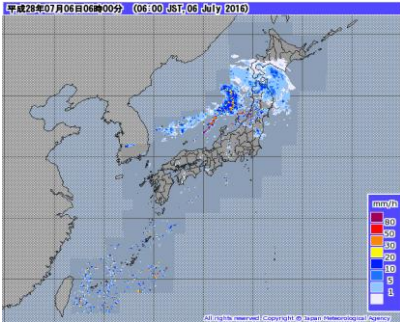 平成28年07月06日06時00分 (06:00 JST, 06 July 2016)
mm/h
80
50
30
20
10
5
1
All rights reserved. Copyright © Japan Meteorological Agency